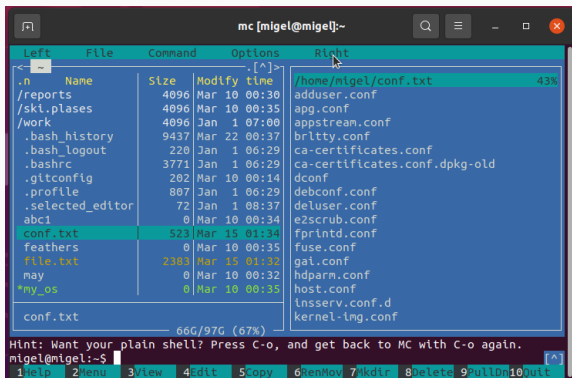 mc [migel@migel]:~
Left File Command Options Right
<- ~ .[^]>
.n Name Size Modify time
/reports 4096 Mar 10 00:30
/ski.plases 4096 Mar 10 00:35
/work 4096 Jan 1 07:00
.bash_history 9437 Mar 22 00:37
.bash_logout 220 Jan 1 06:29
.bashrc 3771 Jan 1 06:29
.gitconfig 202 Mar 10 00:14
.profile 807 Jan 1 06:29
.selected_editor 72 Jan 1 08:37
abc1 0 Mar 10 00:34
conf.txt 523 Mar 15 01:34
feathers 0 Mar 10 00:35
file.txt 2383 Mar 15 01:32
may 0 Mar 10 00:32
*my_os 0 Mar 10 00:35
conf.txt
66G/97G (67%)
/home/migel/conf.txt 43%
adduser.conf
apg.conf
appstream.conf
brltty.conf
ca-certificates.conf
ca-certificates.conf.dpkg-old
dconf
debconf.conf
deluser.conf
e2scrub.conf
fprintd.conf
fuse.conf
gai.conf
hdparm.conf
host.conf
insserv.conf.d
kernel-img.conf
Hint: Want your plain shell? Press C-o, and get back to MC with C-o again.
migel@migel:~$ [^]
1Help 2Menu 3View 4Edit 5Copy 6RenMov 7Mkdir 8Delete 9PullDn 10Quit